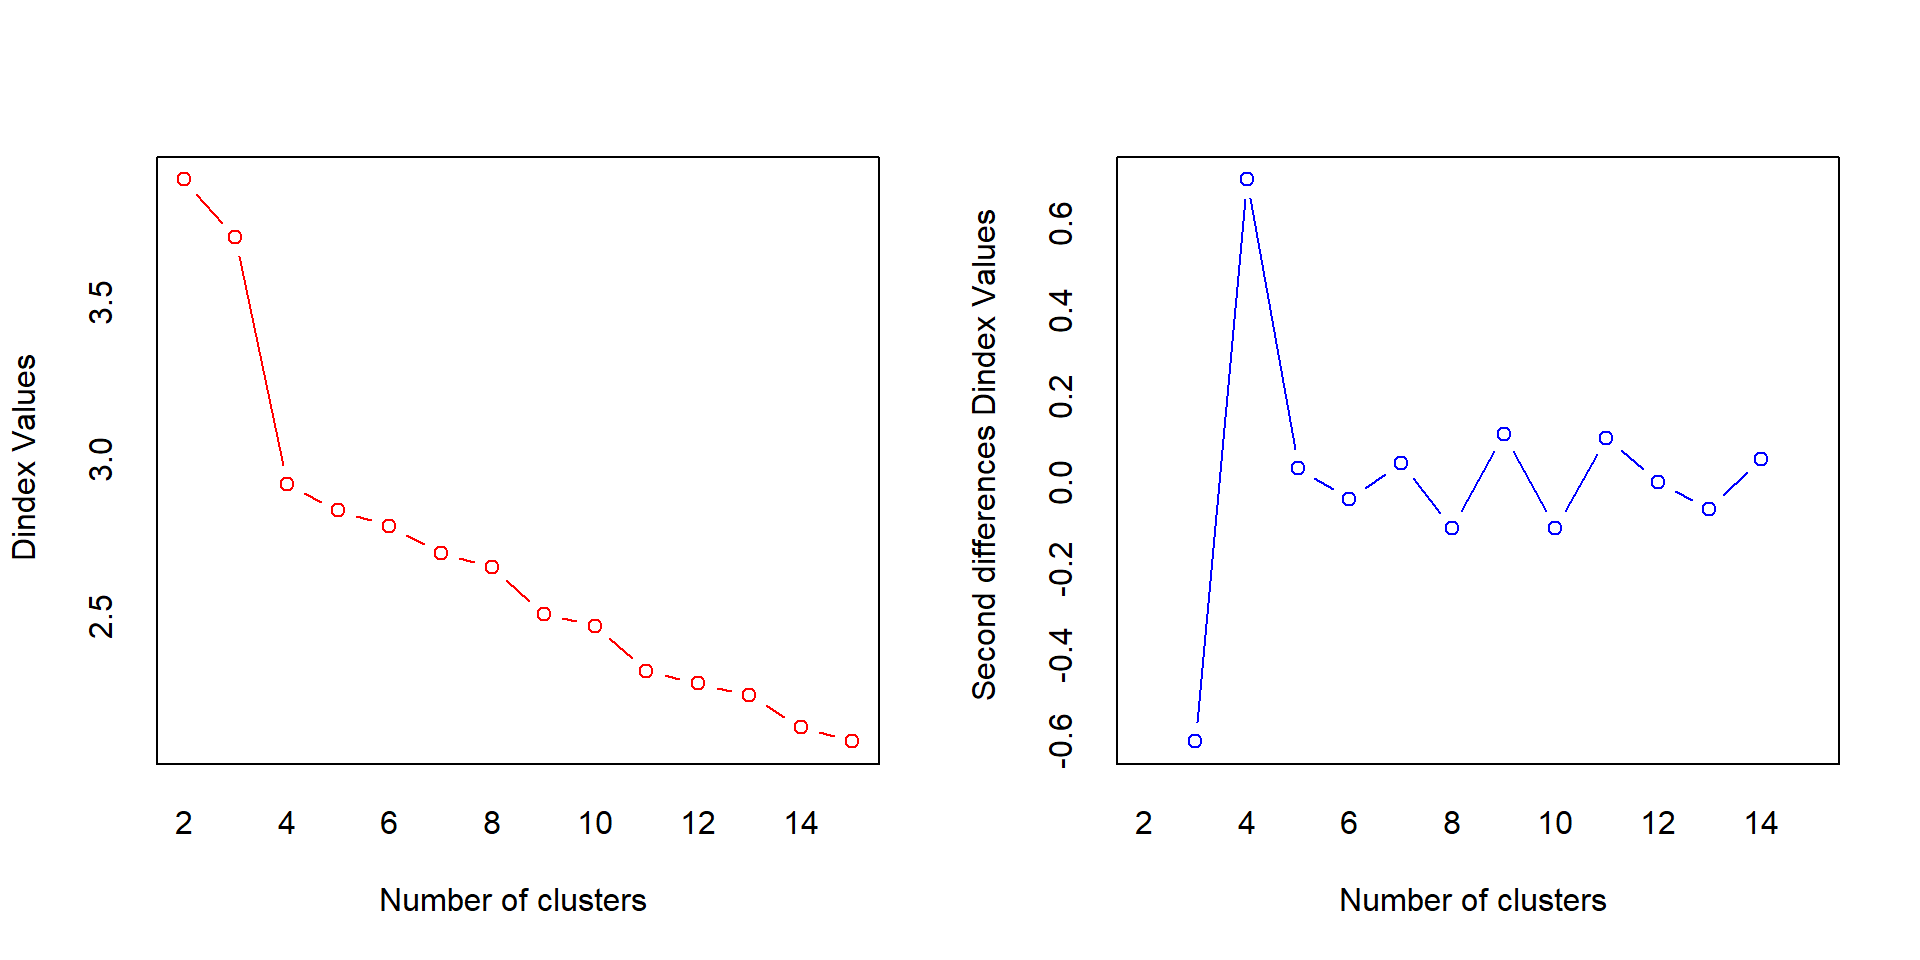 Dindex Values
3.5
3.0
2.5
2 4 6 8 10 12 14
Number of clusters
Second differences Dindex Values
0.6
0.4
0.2
0.0
-0.2
-0.4
-0.6
2 4 6 8 10 12 14
Number of clusters